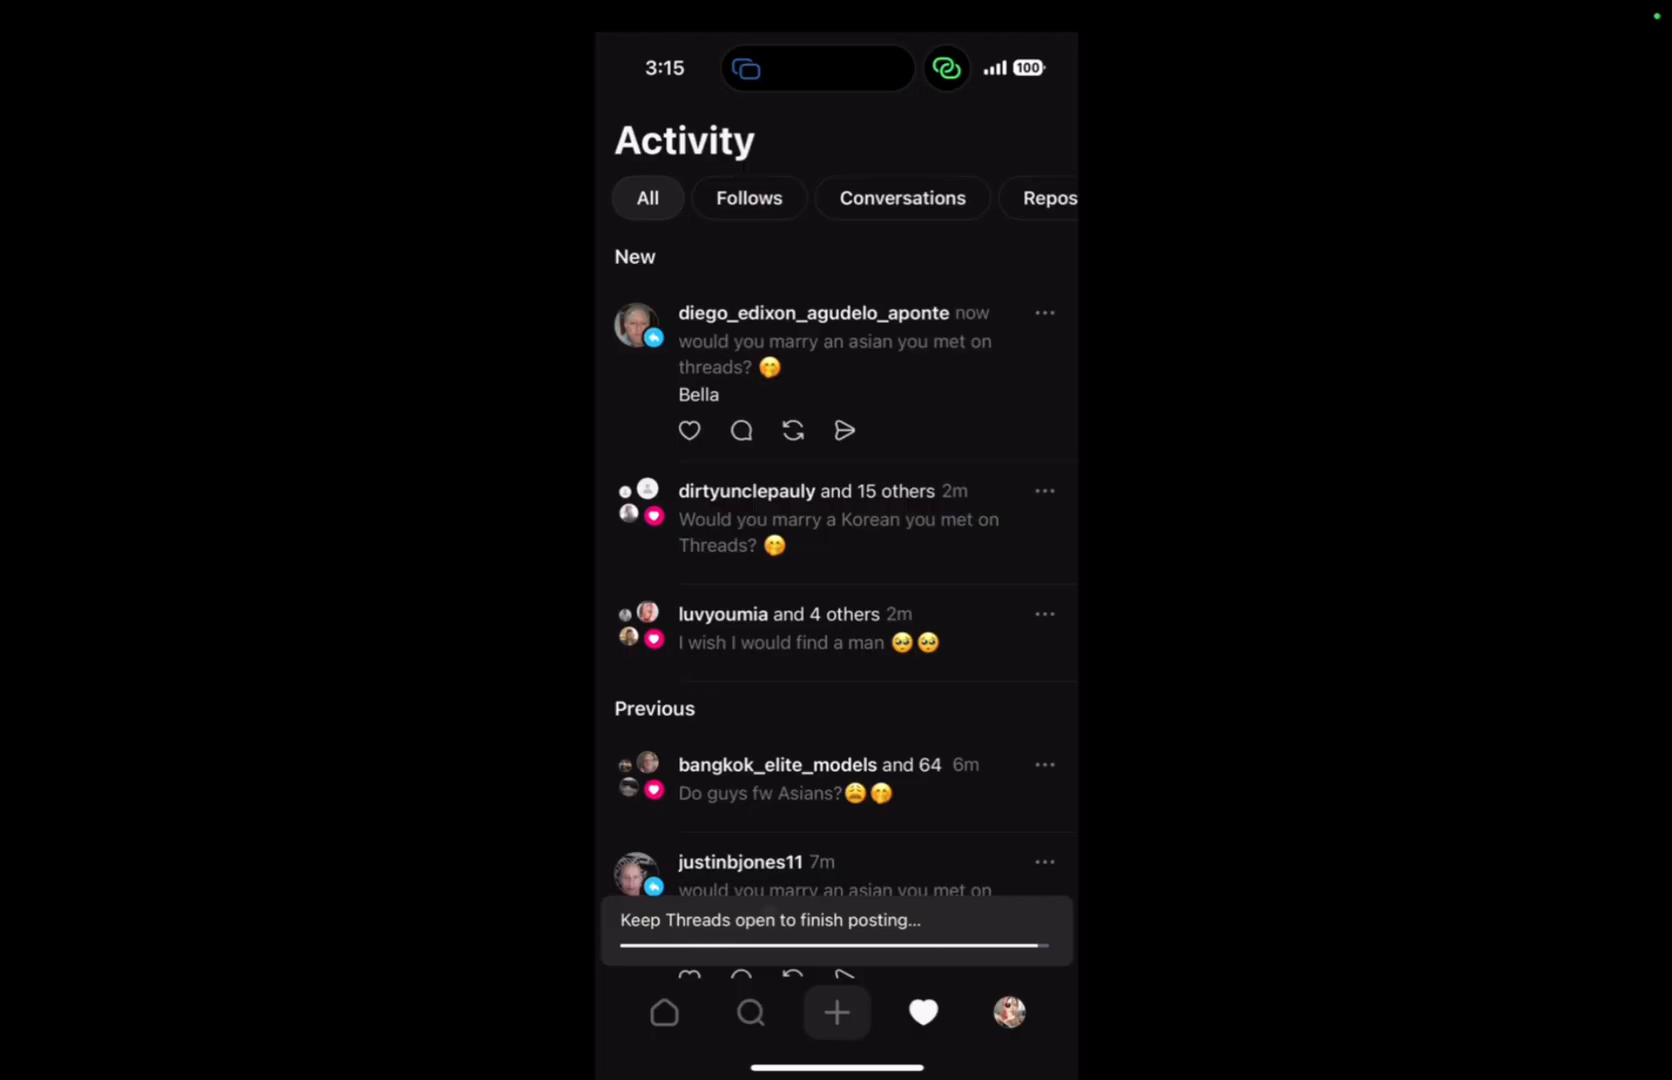 3:15
100
Activity
All Follows Conversations Repos
New
diego_edixon_agudelo_aponte now
would you marry an asian you met on
threads? 🤭
Bella
dirtyunclepauly and 15 others 2m
Would you marry a Korean you met on
Threads? 🤭
luvyoumia and 4 others 2m
I wish I would find a man 🥺🥺
Previous
bangkok_elite_models and 64 6m
Do guys fw Asians?😩🤭
justinbjones11 7m
would you marry an asian you met on
Keep Threads open to finish posting...